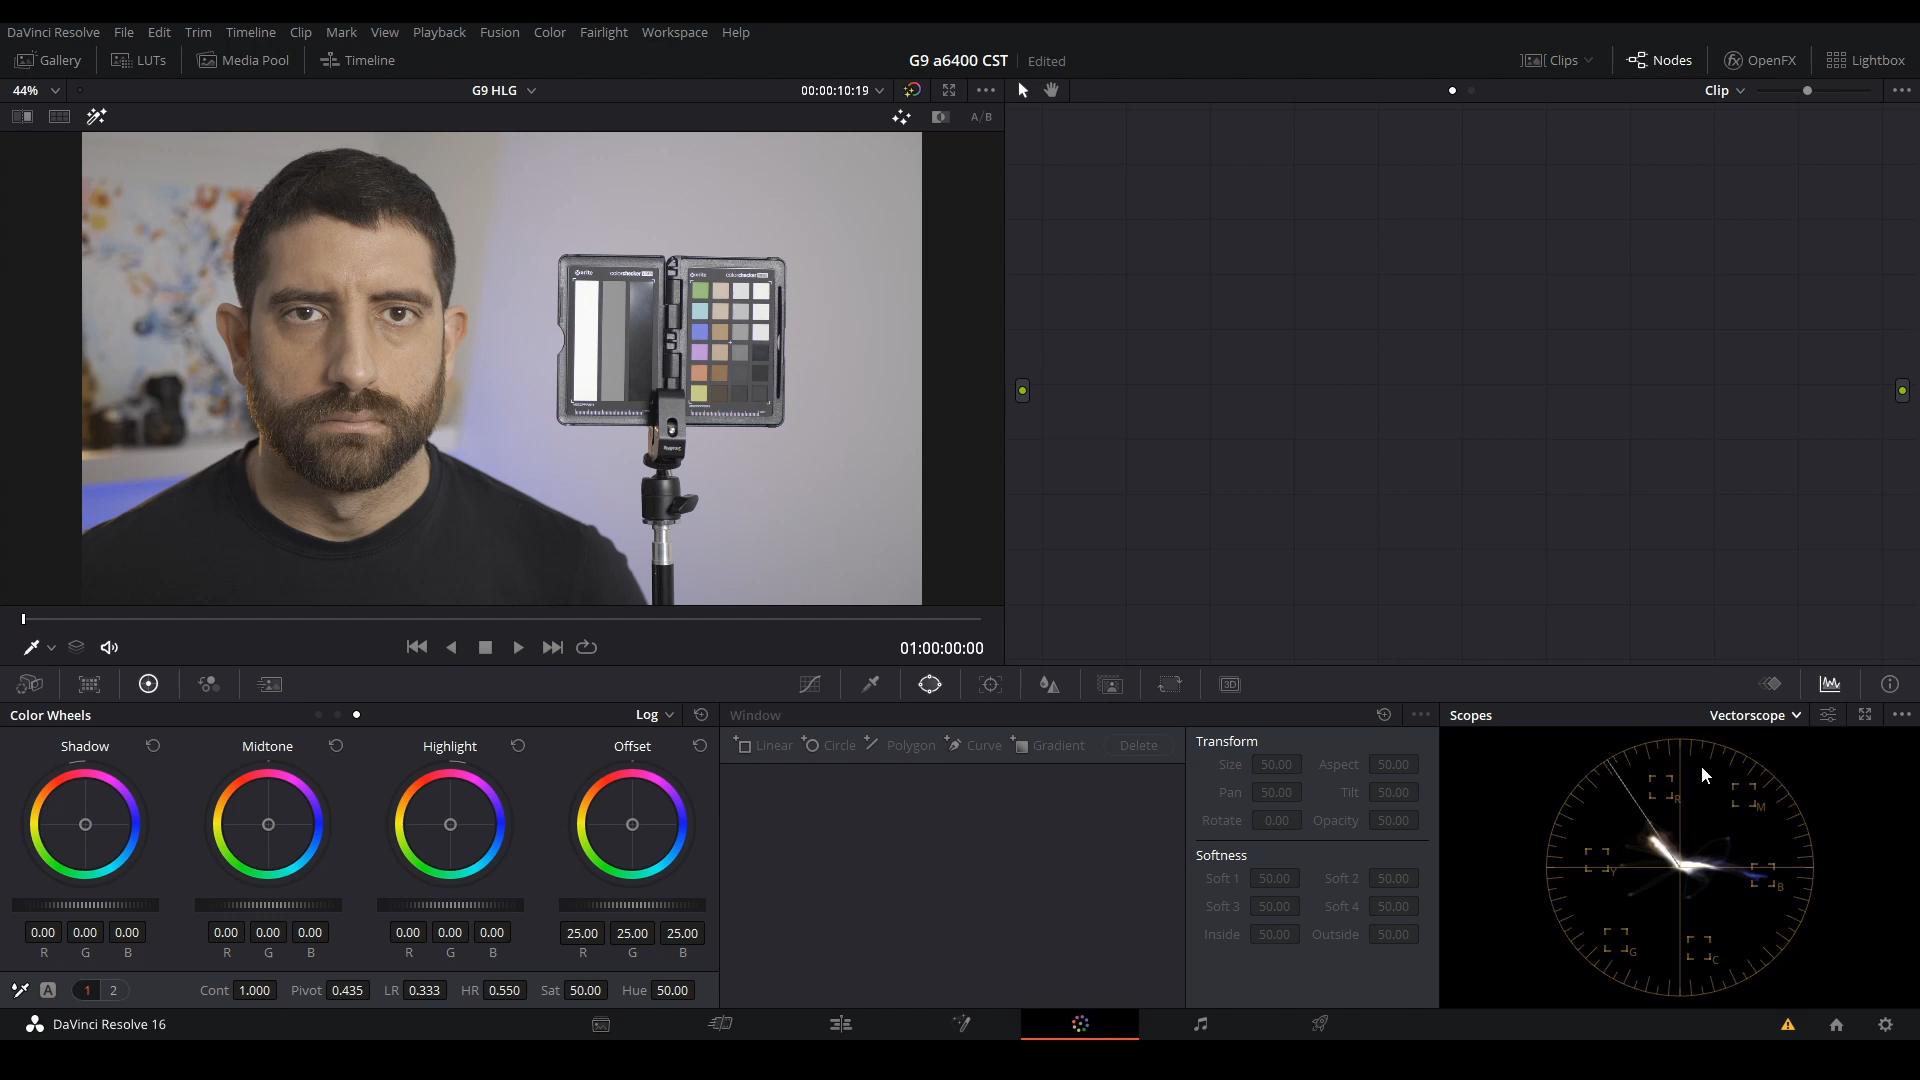 DaVinci Resolve File Edit Trim Timeline Clip Mark View Playback Fusion Color Fairlight Workspace Help
Gallery LUTs Media Pool Timeline G9 a6400 CST Edited Clips Nodes OpenFX Lightbox
44% G9 HLG 00:00:10:19 Clip
A/B
01:00:00:00
3D
Color Wheels Log Window Scopes Vectorscope
Shadow Midtone Highlight Offset Linear Circle Polygon Curve Gradient Delete
Transform
Size 50.00 Aspect 50.00
Pan 50.00 Tilt 50.00
Rotate 0.00 Opacity 50.00
Softness
Soft 1 50.00 Soft 2 50.00
Soft 3 50.00 Soft 4 50.00
Inside 50.00 Outside 50.00
R M
Y B
G C
0.00 0.00 0.00 0.00 0.00 0.00 0.00 0.00 0.00 25.00 25.00 25.00
R G B R G B R G B R G B
A 1 2 Cont 1.000 Pivot 0.435 LR 0.333 HR 0.550 Sat 50.00 Hue 50.00
DaVinci Resolve 16